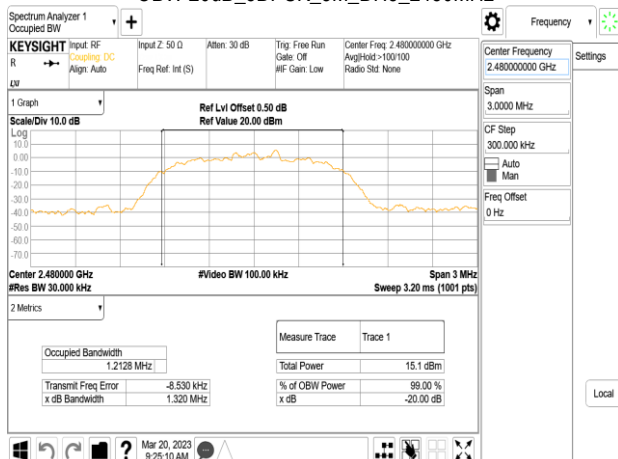 Spectrum Analyzer 1
Occupied BW
Frequency
Settings
KEYSIGHT
R
Input: RF
Coupling: DC
Align: Auto
Input Z: 50 Ω
Freq Ref: Int (S)
Atten: 30 dB
Trig: Free Run
Gate: Off
#IF Gain: Low
Center Freq: 2.480000000 GHz
Avg|Hold:>100/100
Radio Std: None
Center Frequency
2.480000000 GHz
Span
3.0000 MHz
CF Step
300.000 kHz
Auto
Man
Freq Offset
0 Hz
Local
1 Graph
Scale/Div 10.0 dB
Ref Lvl Offset 0.50 dB
Ref Value 20.00 dBm
Log
10.0
0.00
-10.0
-20.0
-30.0
-40.0
-50.0
-60.0
-70.0
Center 2.480000 GHz
#Res BW 30.000 kHz
#Video BW 100.00 kHz
Span 3 MHz
Sweep 3.20 ms (1001 pts)
2 Metrics
Occupied Bandwidth
1.2128 MHz
Transmit Freq Error -8.530 kHz
x dB Bandwidth 1.320 MHz
Measure Trace Trace 1
Total Power 15.1 dBm
% of OBW Power 99.00 %
x dB -20.00 dB
Mar 20, 2023
9:25:10 AM